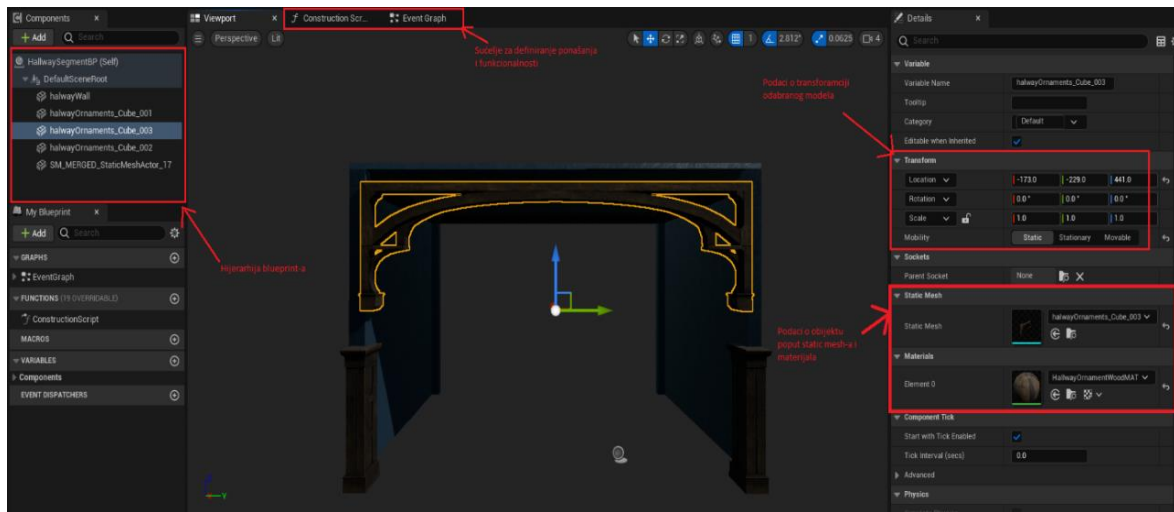 Components
+ Add
Search
HallwaySegmentBP (Self)
DefaultSceneRoot
halwayWall
halwayOrnaments_Cube_001
halwayOrnaments_Cube_003
halwayOrnaments_Cube_002
SM_MERGED_StaticMeshActor_17
My Blueprint
+ Add
Search
GRAPHS
EventGraph
FUNCTIONS (19 OVERRIDABLE)
ConstructionScript
MACROS
VARIABLES
Components
EVENT DISPATCHERS
Viewport
Construction Scr...
Event Graph
Perspective
Lit
1
2.812°
0.0625
4
Sučelje za definiranje ponašanja
i funkcionalnosti
Hijerarhija blueprint-a
Podaci o transforamciji
odabranog modela
Podaci o objektu
poput static mesh-a i
materijala
Y
Details
Search
Variable
Variable Name halwayOrnaments_Cube_003
Tooltip
Category Default
Editable when Inherited
Transform
Location -173.0 -229.0 441.0
Rotation 0.0° 0.0° 0.0°
Scale 1.0 1.0 1.0
Mobility Static Stationary Movable
Sockets
Parent Socket None
Static Mesh
Static Mesh halwayOrnaments_Cube_003
Materials
Element 0 HallwayOrnamentWoodMAT
Component Tick
Start with Tick Enabled
Tick Interval (secs) 0.0
Advanced
Physics